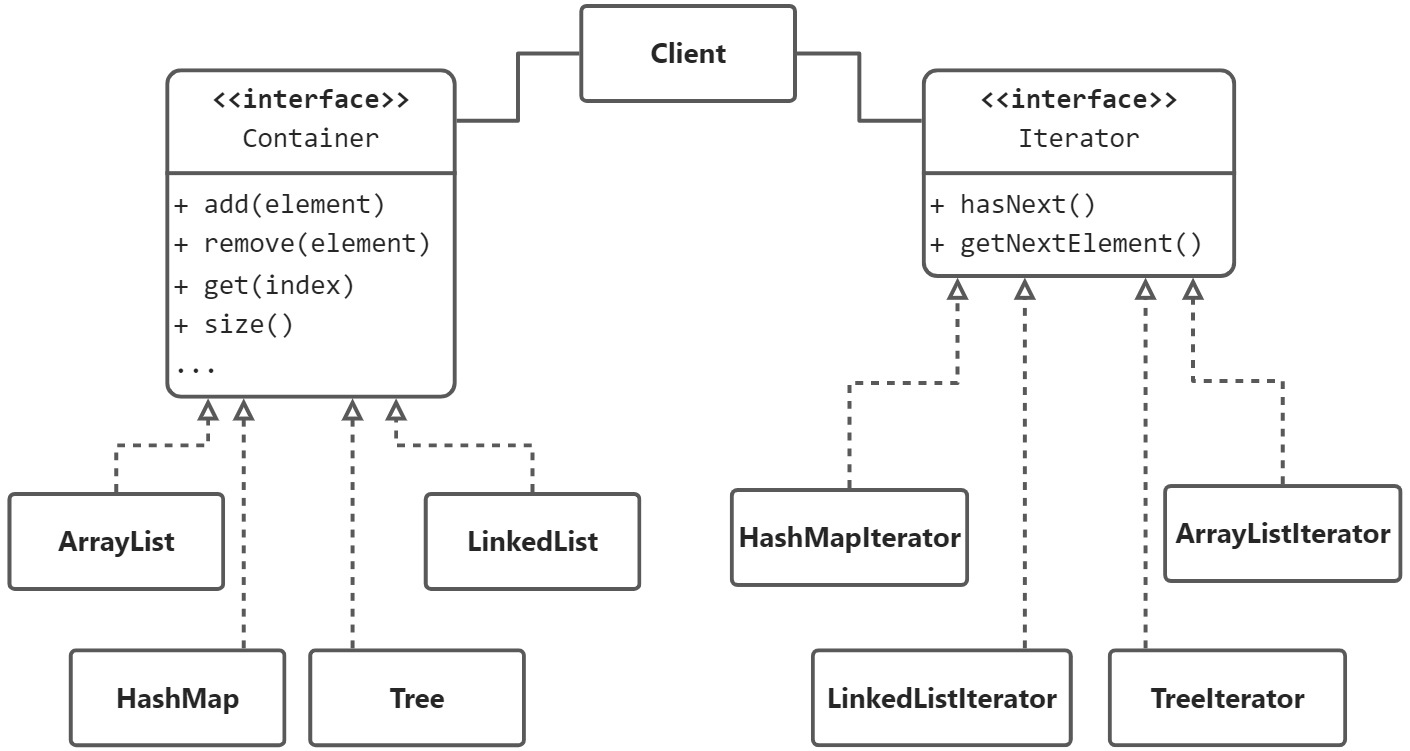 Client
<<interface>>
Container
+ add(element)
+ remove(element)
+ get(index)
+ size()
...
<<interface>>
Iterator
+ hasNext()
+ getNextElement()
ArrayList
LinkedList
HashMap
Tree
HashMapIterator
ArrayListIterator
LinkedListIterator
TreeIterator